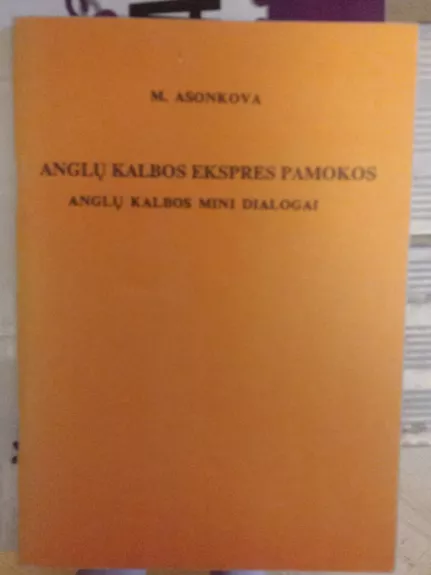 M. ASONKOVA
ANGLŲ KALBOS EKSPRES PAMOKOS
ANGLŲ KALBOS MINI DIALOGAI